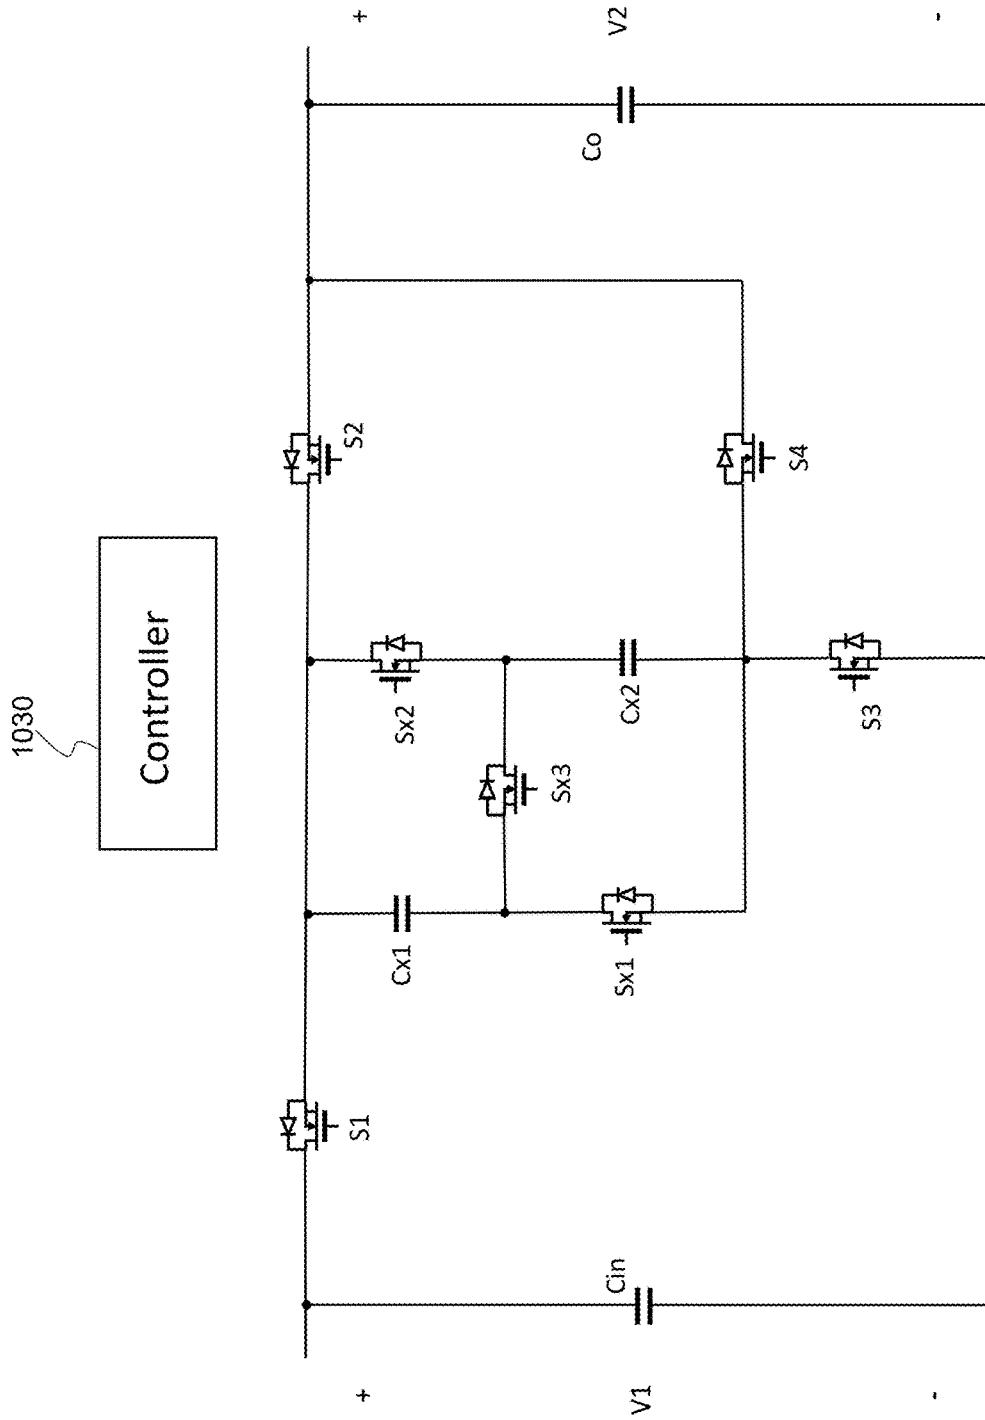 1030
Controller
+
V1
-
Cin
S1
Cx1
Sx1
Sx3
Sx2
Cx2
S3
S2
S4
Co
+
V2
-